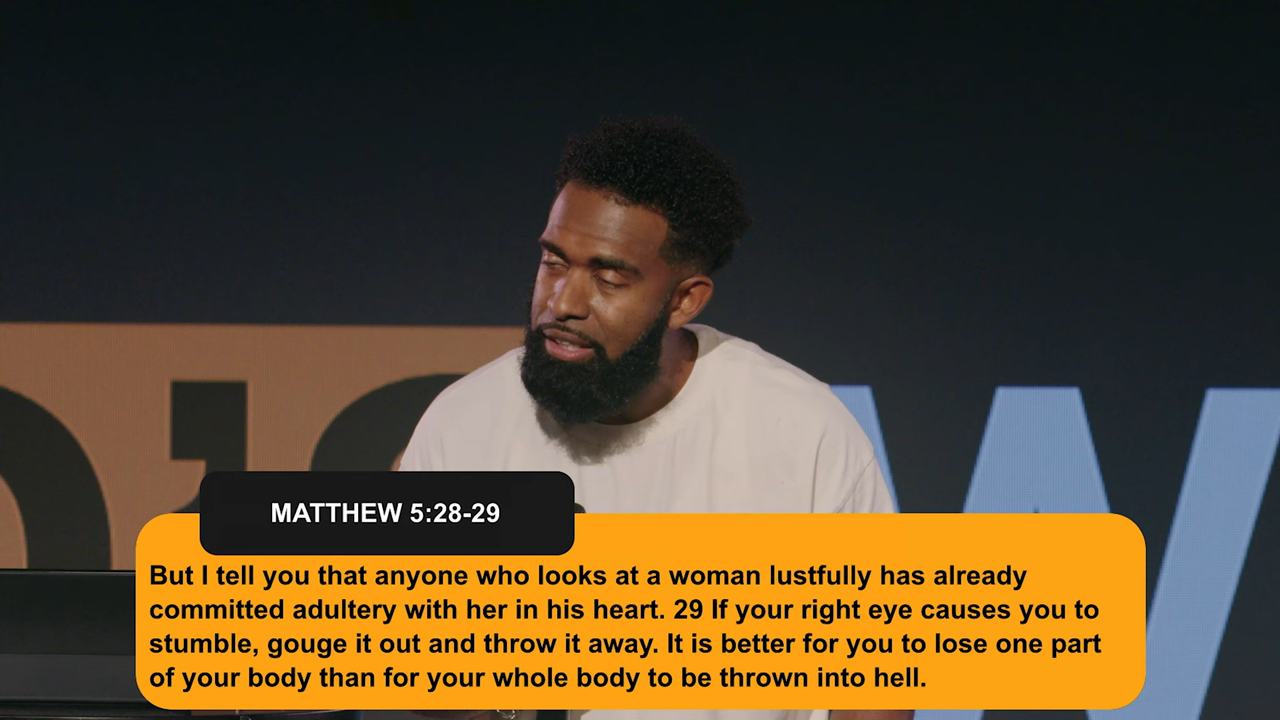 MATTHEW 5:28-29
But I tell you that anyone who looks at a woman lustfully has already
committed adultery with her in his heart. 29 If your right eye causes you to
stumble, gouge it out and throw it away. It is better for you to lose one part
of your body than for your whole body to be thrown into hell.